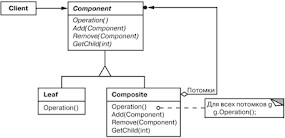 Client
Component
Operation()
Add(Component)
Remove(Component)
GetChild(int)
Потомки
Leaf
Operation()
Composite
Operation()
Add(Component)
Remove(Component)
GetChild(int)
Для всех потомков g
g.Operation();